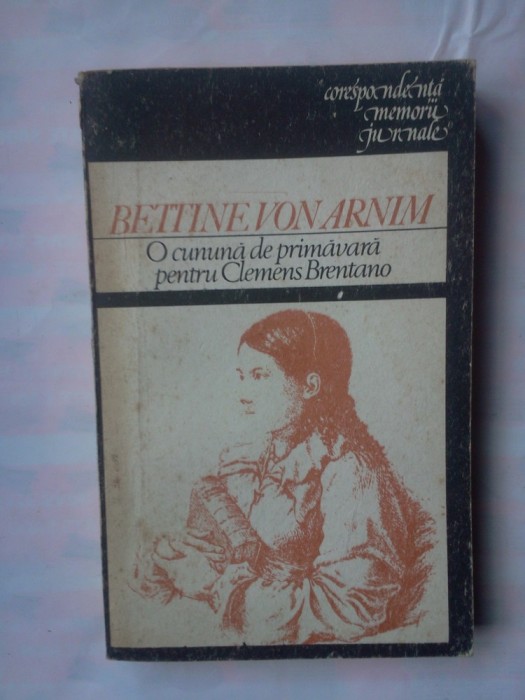 corespondență
memorii
jurnale
BETTINE VON ARNIM
O cunună de primăvară
pentru Clemens Brentano